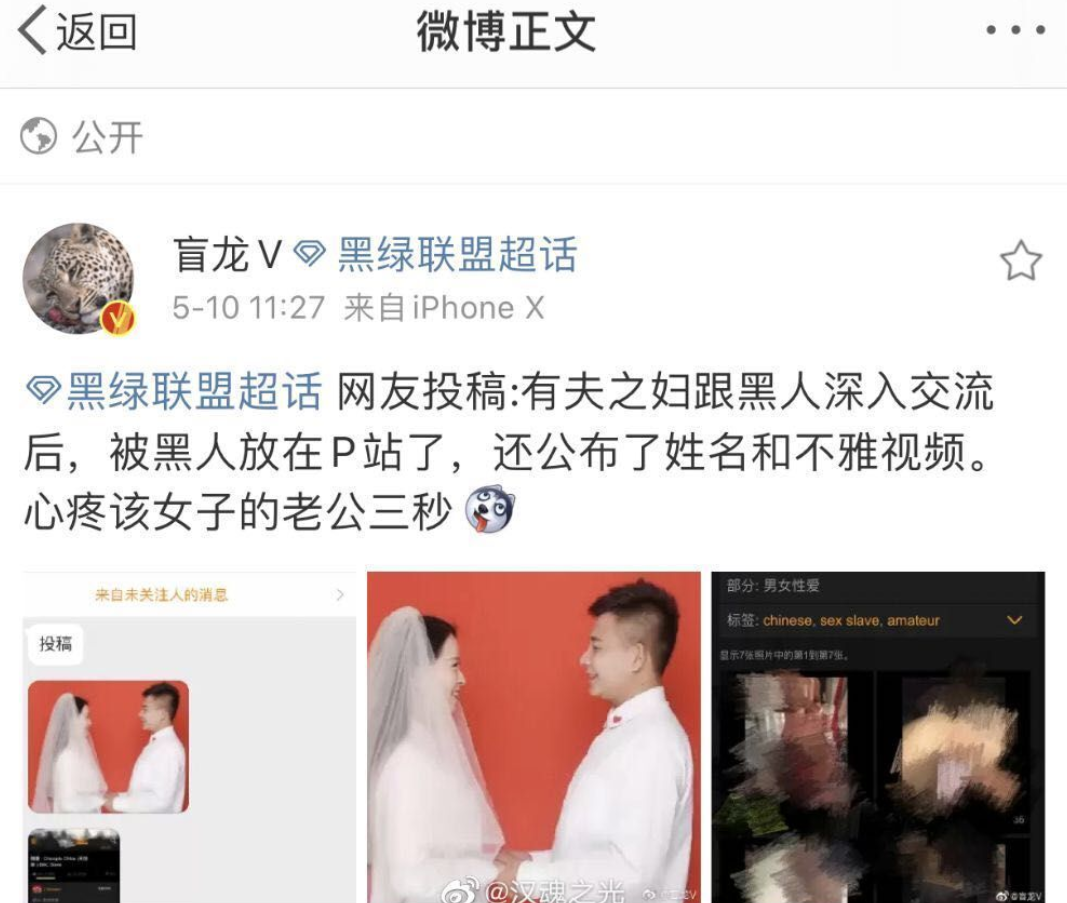 返回
微博正文
公开
盲龙V 黑绿联盟超话
5-10 11:27 来自iPhone X
黑绿联盟超话 网友投稿:有夫之妇跟黑人深入交流
后，被黑人放在P站了，还公布了姓名和不雅视频。
心疼该女子的老公三秒
来自未关注人的消息
投稿
@汉魂之光
部分: 男女性爱
标签: chinese, sex slave, amateur
显示7张照片中的第1到第7张。
36
@盲龙V